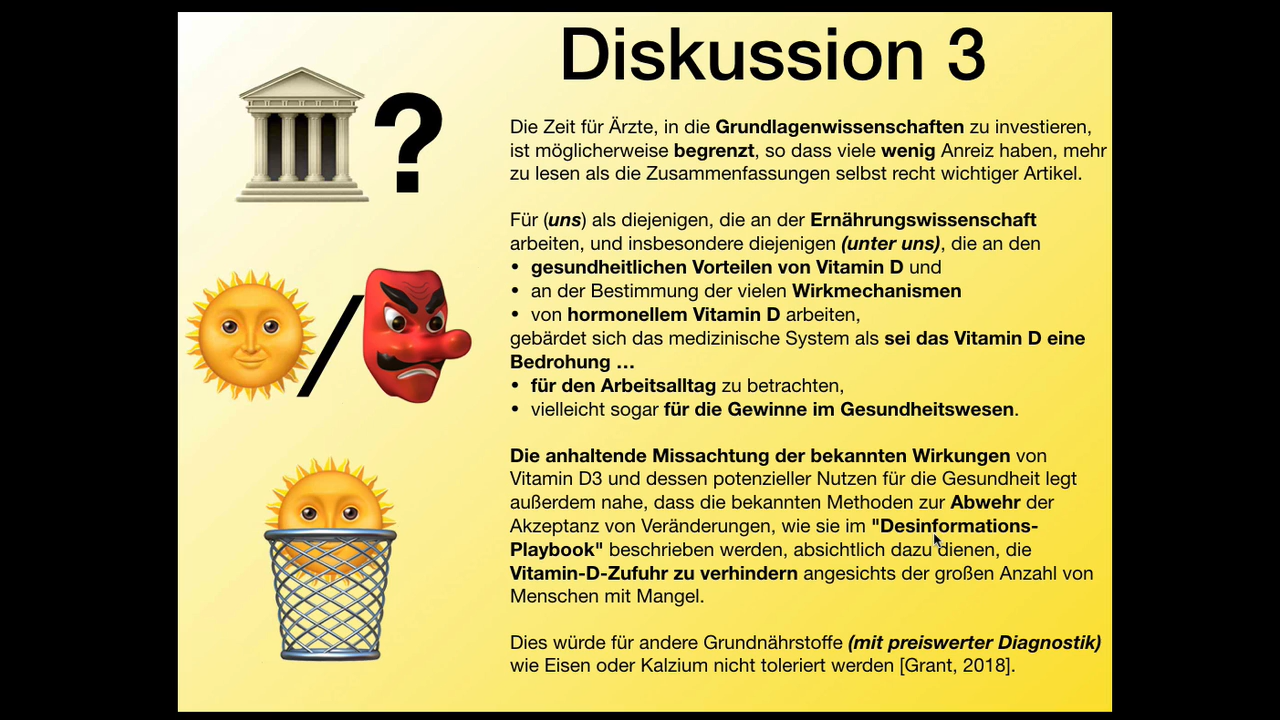 Diskussion 3
?
Die Zeit für Ärzte, in die Grundlagenwissenschaften zu investieren,
ist möglicherweise begrenzt, so dass viele wenig Anreiz haben, mehr
zu lesen als die Zusammenfassungen selbst recht wichtiger Artikel.
Für (uns) als diejenigen, die an der Ernährungswissenschaft
arbeiten, und insbesondere diejenigen (unter uns), die an den
• gesundheitlichen Vorteilen von Vitamin D und
• an der Bestimmung der vielen Wirkmechanismen
• von hormonellem Vitamin D arbeiten,
gebärdet sich das medizinische System als sei das Vitamin D eine
Bedrohung …
• für den Arbeitsalltag zu betrachten,
• vielleicht sogar für die Gewinne im Gesundheitswesen.
/
Die anhaltende Missachtung der bekannten Wirkungen von
Vitamin D3 und dessen potenzieller Nutzen für die Gesundheit legt
außerdem nahe, dass die bekannten Methoden zur Abwehr der
Akzeptanz von Veränderungen, wie sie im "Desinformations-
Playbook" beschrieben werden, absichtlich dazu dienen, die
Vitamin-D-Zufuhr zu verhindern angesichts der großen Anzahl von
Menschen mit Mangel.
Dies würde für andere Grundnährstoffe (mit preiswerter Diagnostik)
wie Eisen oder Kalzium nicht toleriert werden [Grant, 2018].